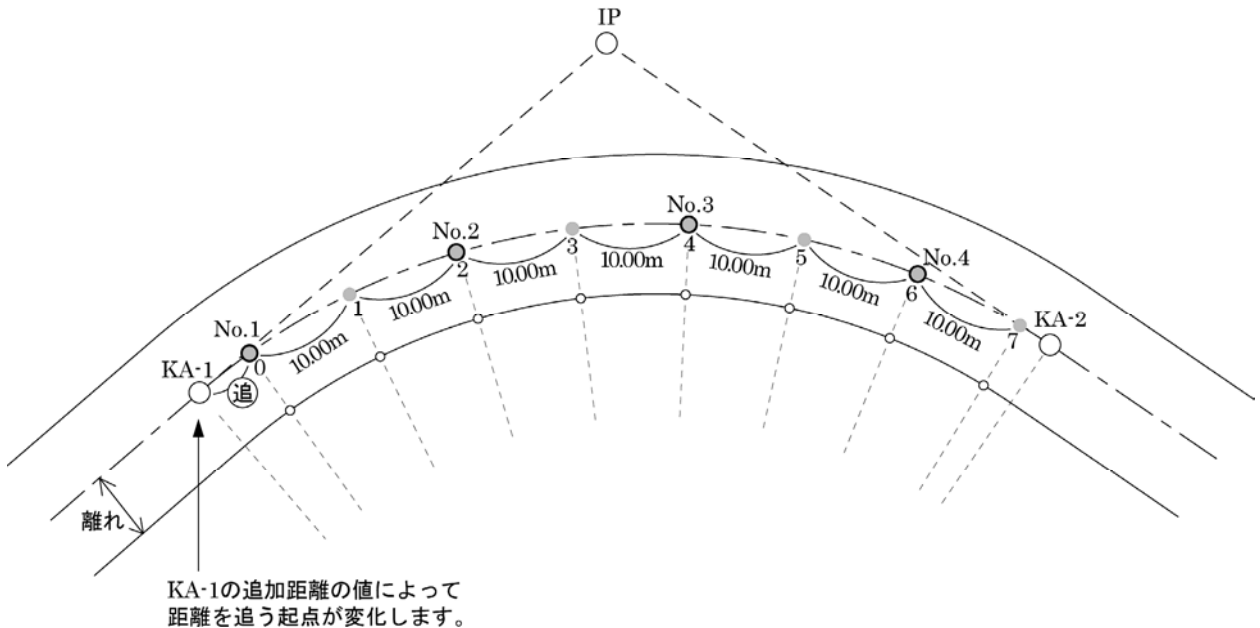 IP
No.3
No.2
3
4
5
No.4
2
10.00m
10.00m
10.00m
10.00m
10.00m
6
1
10.00m
No.1
10.00m
7
KA-2
0
KA-1
追
離れ
KA-1の追加距離の値によって
距離を追う起点が変化します。